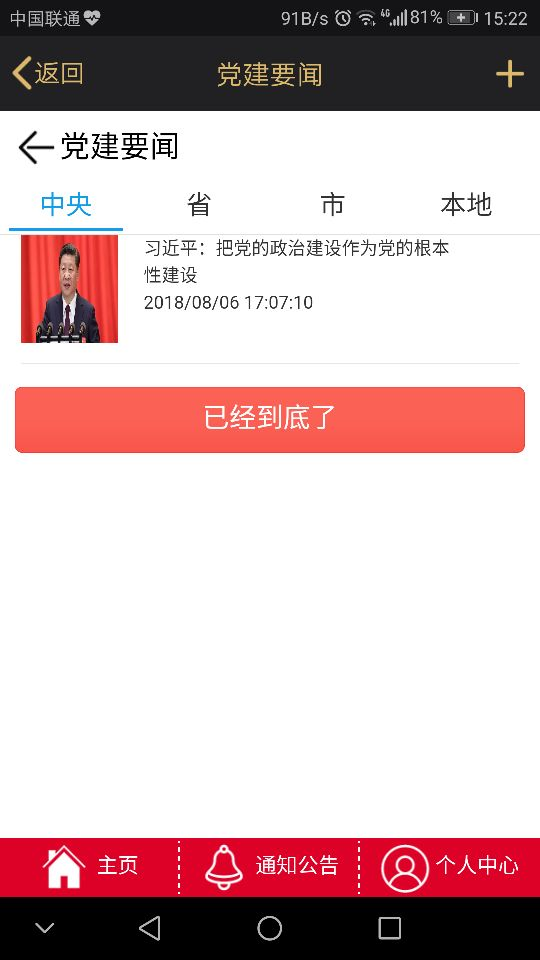 中国联通 91B/s 4G 81% 15:22
返回 党建要闻
党建要闻
中央 省 市 本地
习近平：把党的政治建设作为党的根本
性建设
2018/08/06 17:07:10
已经到底了
主页 通知公告 个人中心